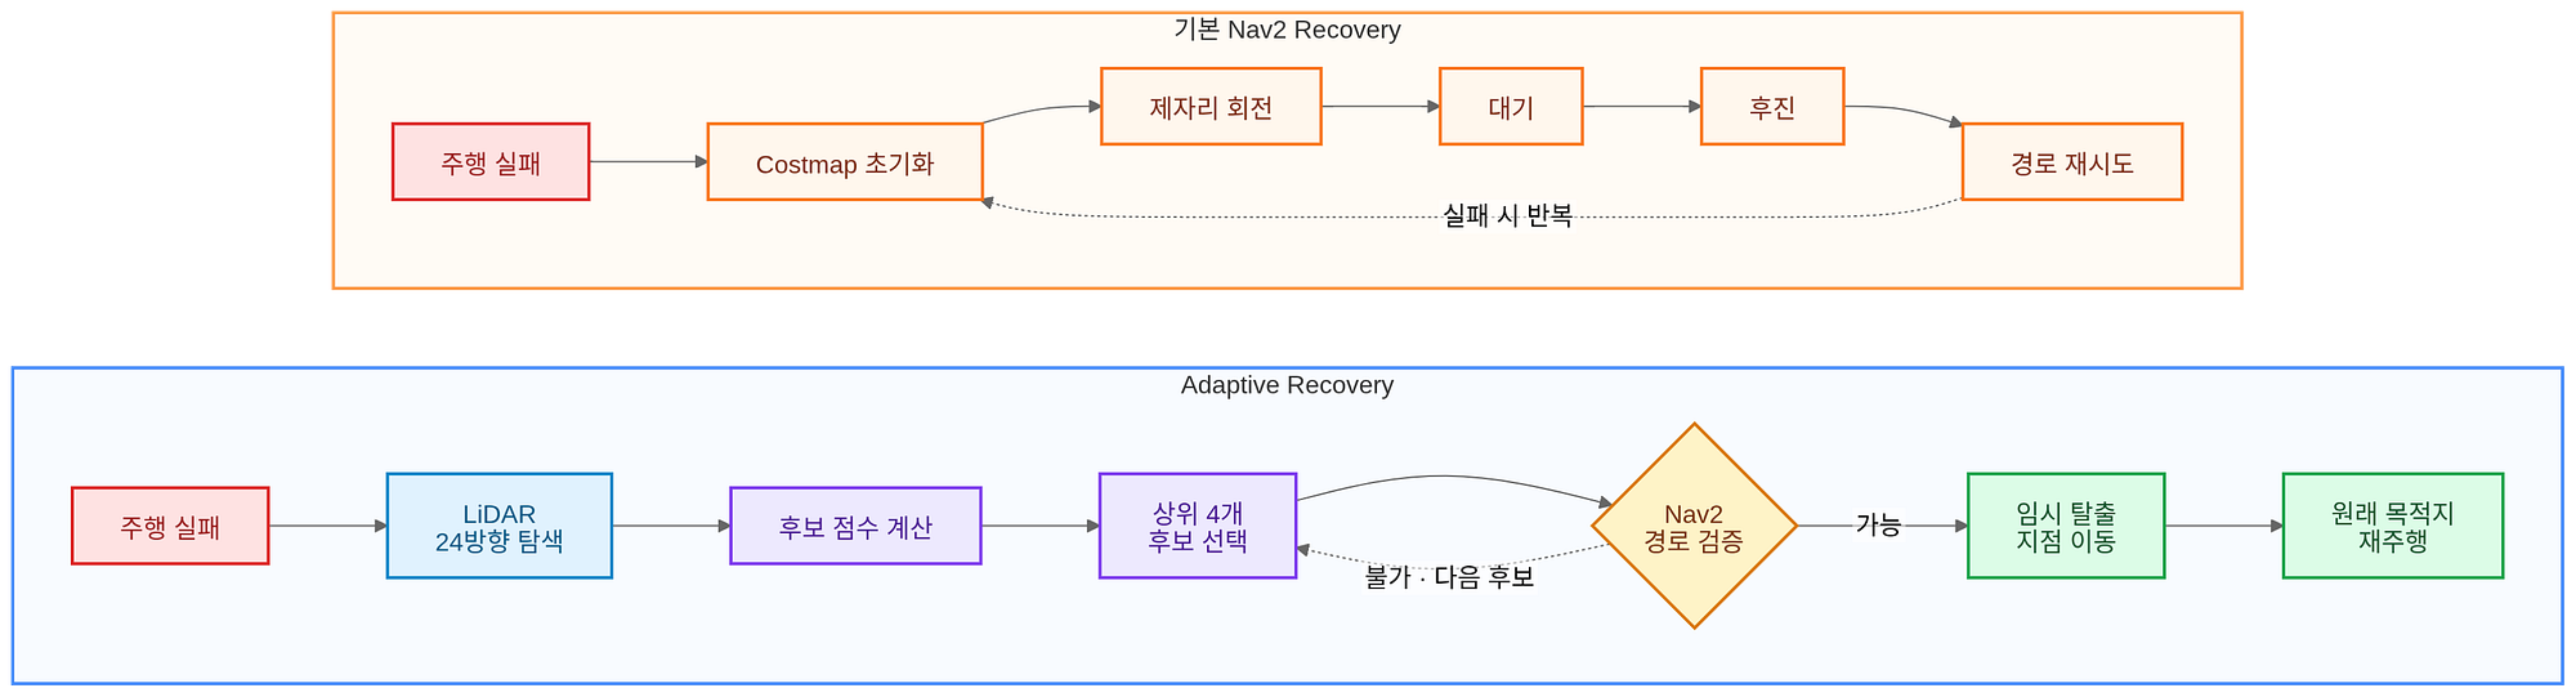 기본 Nav2 Recovery
주행 실패
Costmap 초기화
제자리 회전
대기
후진
경로 재시도
실패 시 반복
Adaptive Recovery
주행 실패
LiDAR
24방향 탐색
후보 점수 계산
상위 4개
후보 선택
불가 · 다음 후보
Nav2
경로 검증
가능
임시 탈출
지점 이동
원래 목적지
재주행